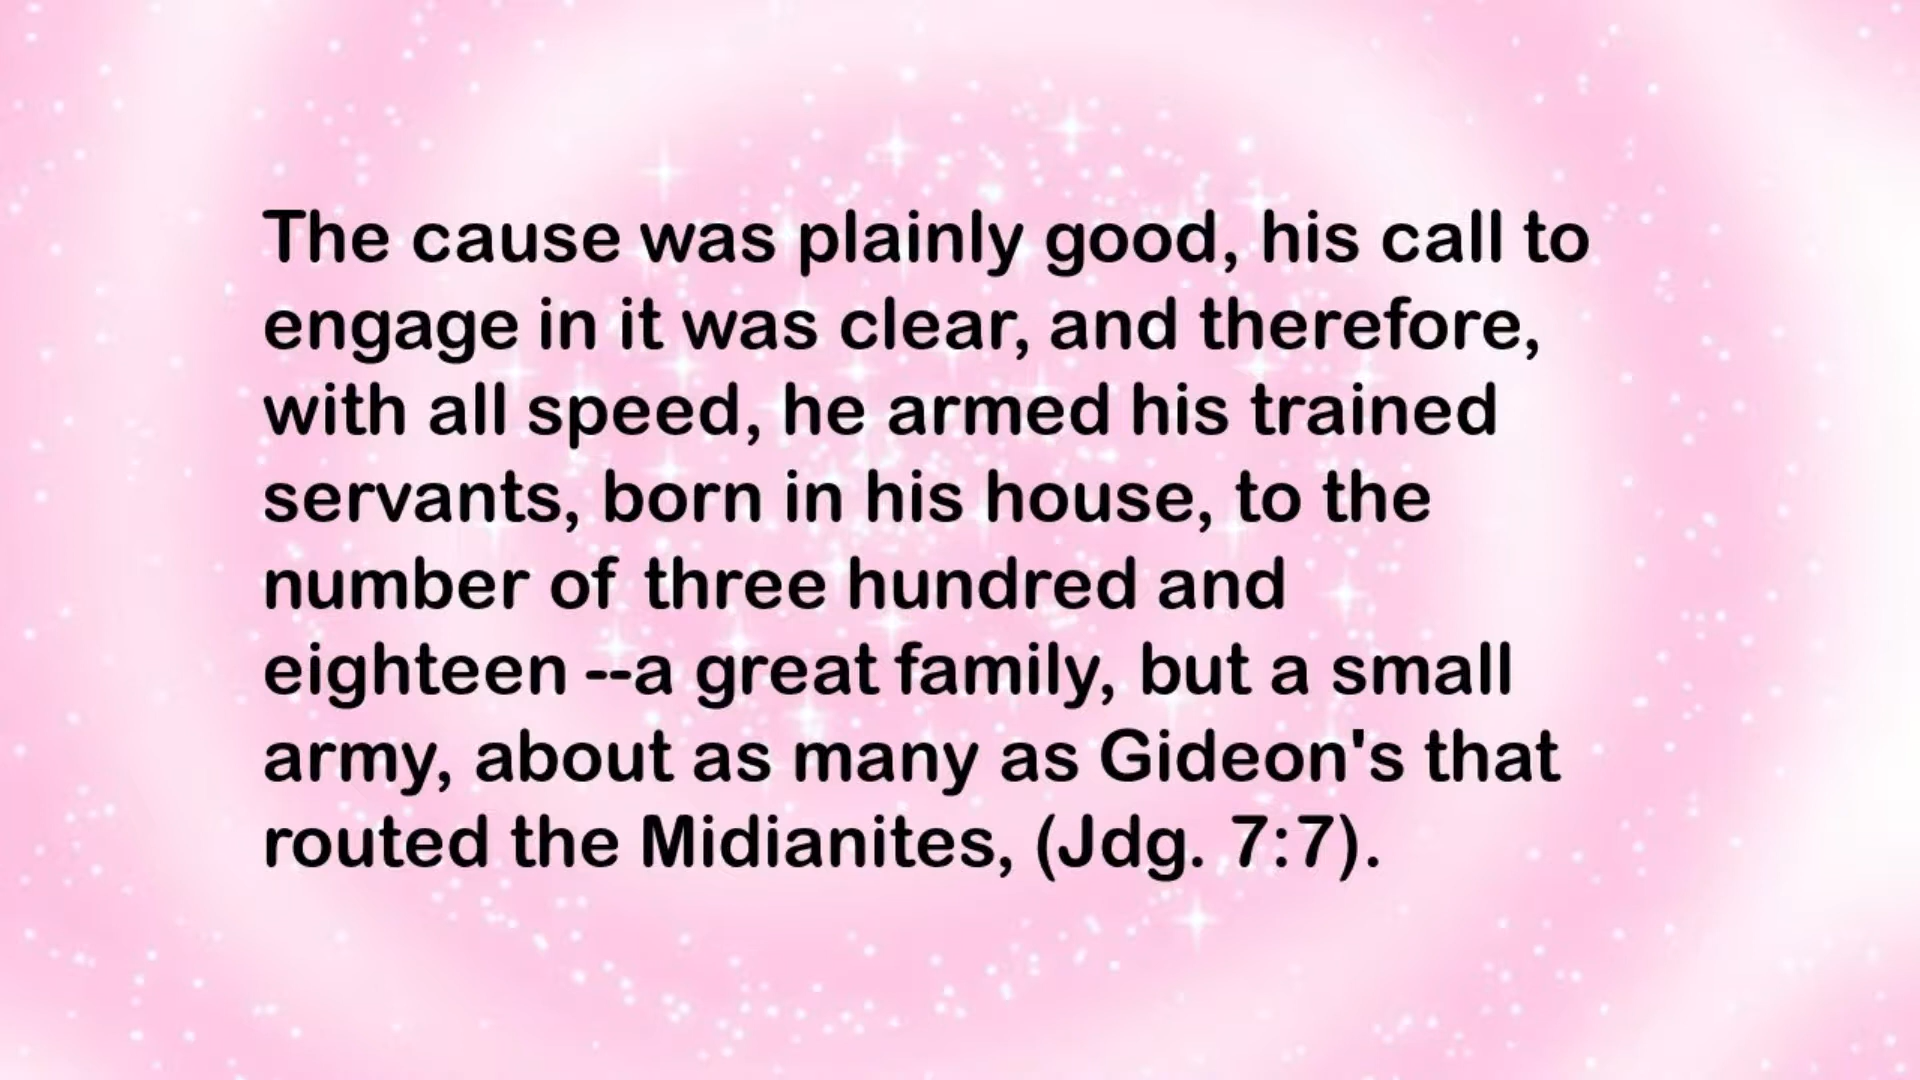 The cause was plainly good, his call to
engage in it was clear, and therefore,
with all speed, he armed his trained
servants, born in his house, to the
number of three hundred and
eighteen --a great family, but a small
army, about as many as Gideon's that
routed the Midianites, (Jdg. 7:7).